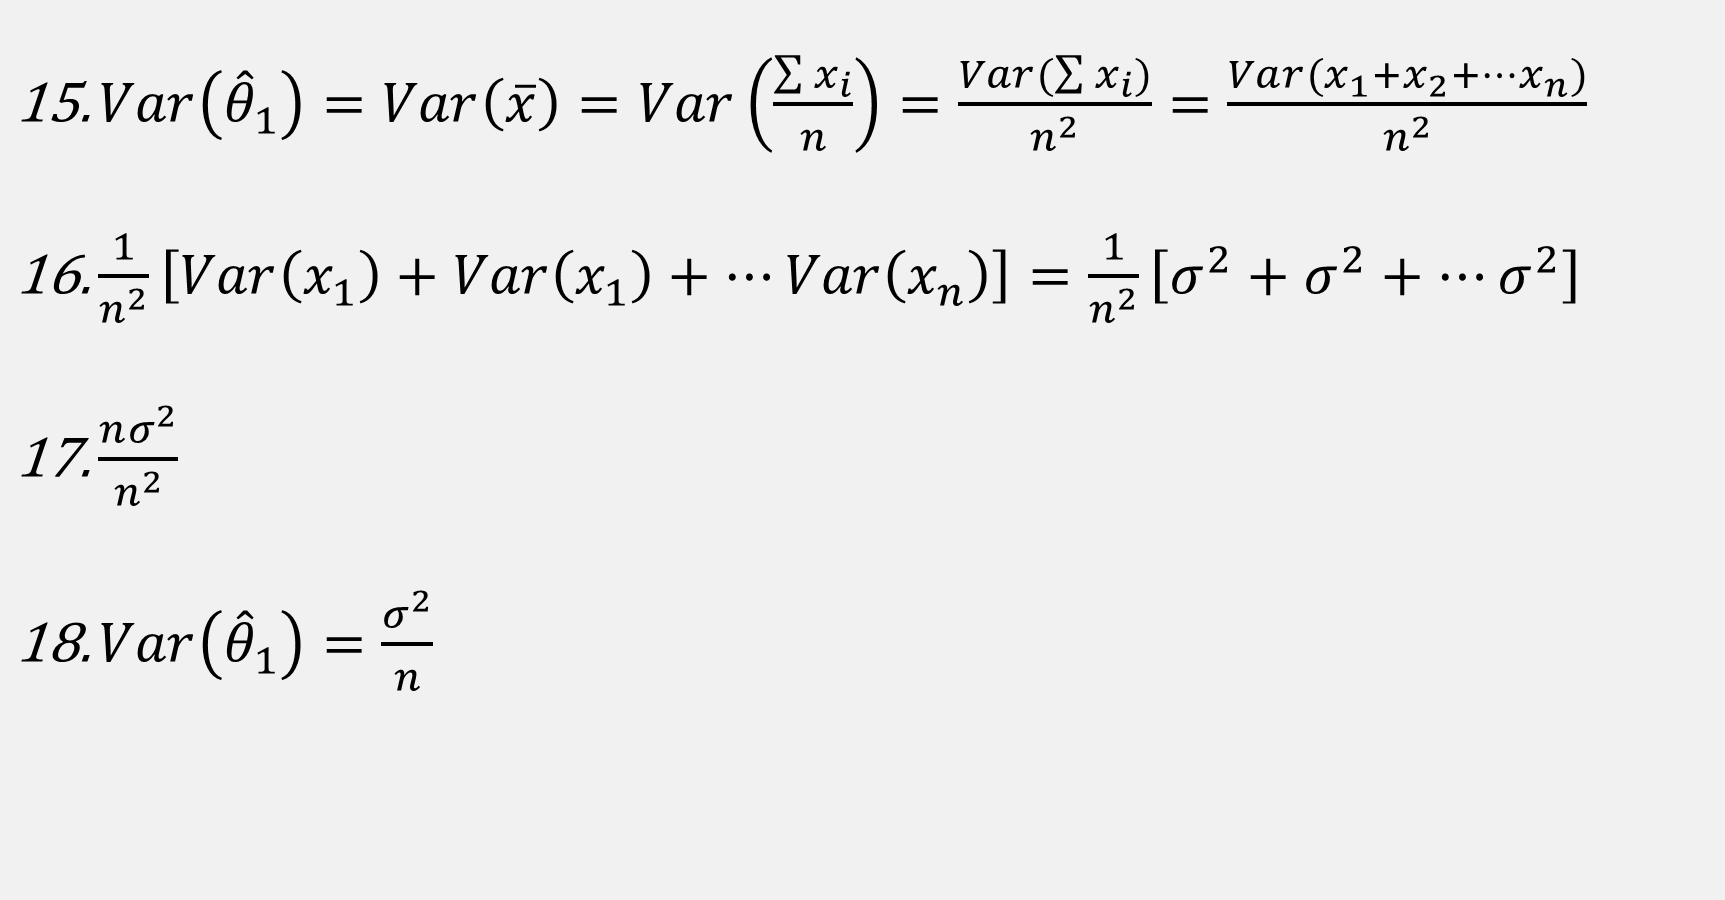 15. Var(θ̂₁) = Var(x̄) = Var(∑ xᵢ / n) = Var(∑ xᵢ) / n² = Var(x₁+x₂+⋯xₙ) / n²
16. 1/n² [Var(x₁) + Var(x₁) + ⋯ Var(xₙ)] = 1/n² [σ² + σ² + ⋯ σ²]
17. nσ² / n²
18. Var(θ̂₁) = σ² / n